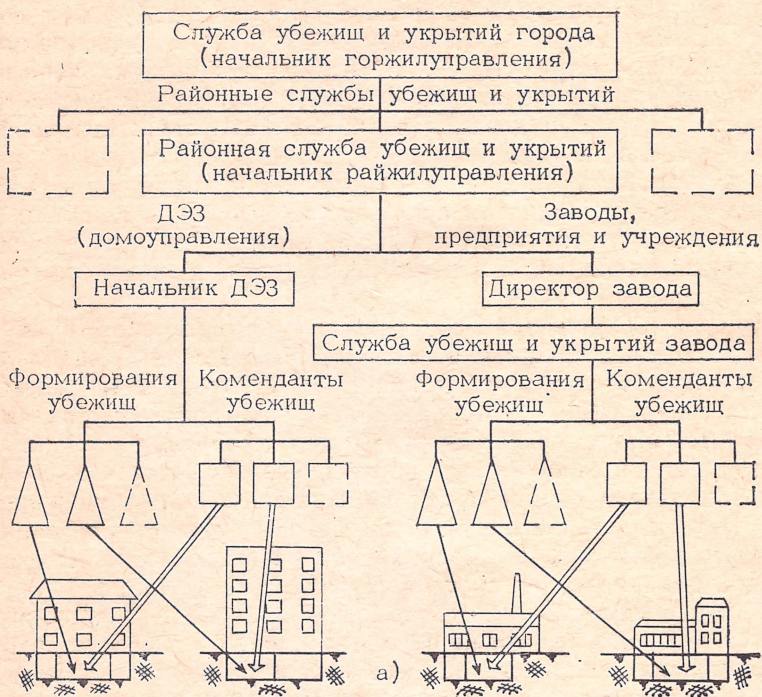 Служба убежищ и укрытий города
(начальник горжилуправления)
Районные службы убежищ и укрытий
Районная служба убежищ и укрытий
(начальник райжилуправления)
ДЭЗ
(домоуправления)
Заводы,
предприятия и учреждения
Начальник ДЭЗ
Директор завода
Служба убежищ и укрытий завода
Формирования
убежищ
Коменданты
убежищ
Формирования
убежищ
Коменданты
убежищ
а)